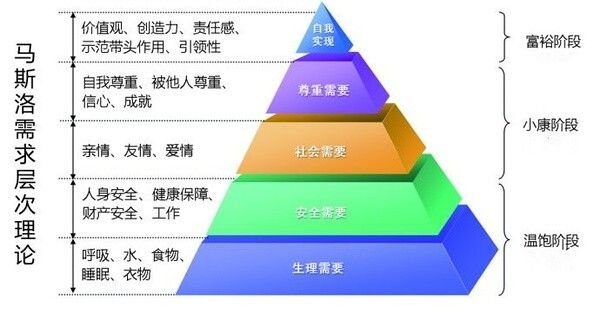 马斯洛需求层次理论
价值观、创造力、责任感、
示范带头作用、引领性
自我
实现
富裕阶段
自我尊重、被他人尊重、
信心、成就
尊重需要
小康阶段
亲情、友情、爱情
社会需要
人身安全、健康保障、
财产安全、工作
安全需要
温饱阶段
呼吸、水、食物、
睡眠、衣物
生理需要